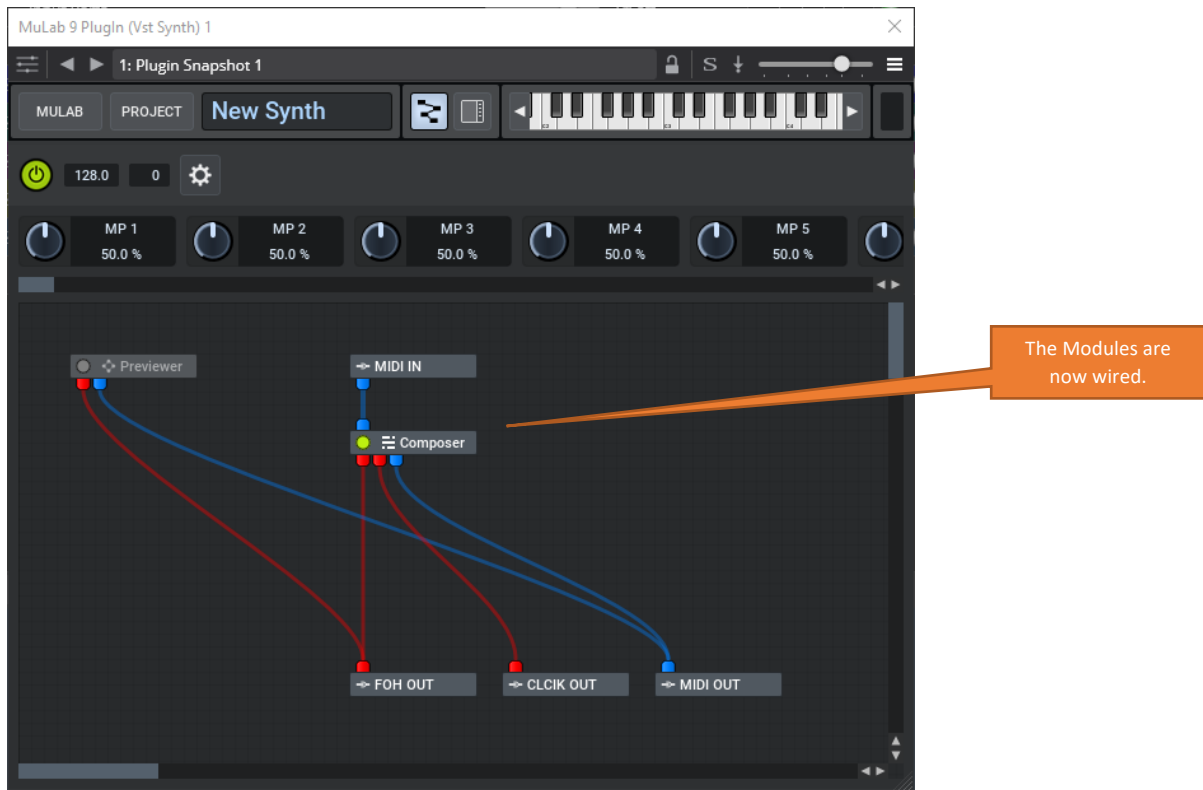 MuLab 9 PlugIn (Vst Synth) 1
1: Plugin Snapshot 1
S
MULAB
PROJECT
New Synth
128.0
0
MP 1
50.0 %
MP 2
50.0 %
MP 3
50.0 %
MP 4
50.0 %
MP 5
50.0 %
Previewer
MIDI IN
The Modules are
now wired.
Composer
FOH OUT
CLCIK OUT
MIDI OUT